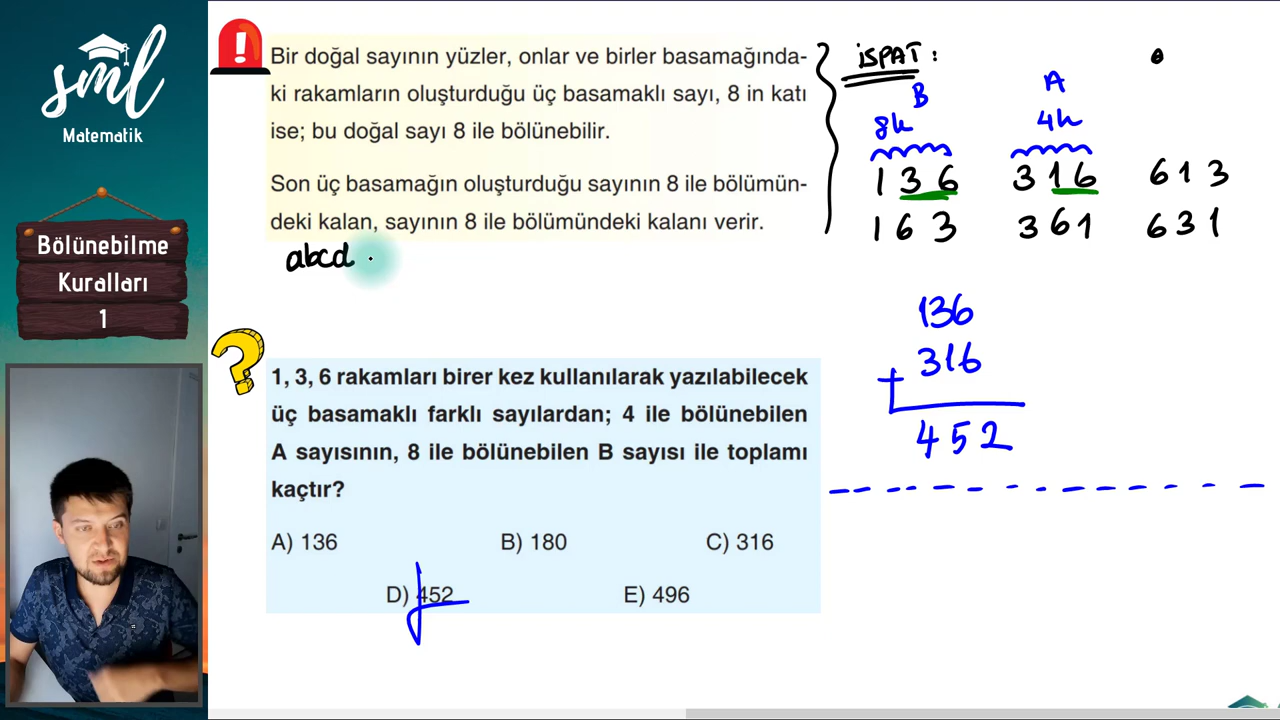 sml
Matematik
Bölünebilme
Kuralları
1
Bir doğal sayının yüzler, onlar ve birler basamağında-
ki rakamların oluşturduğu üç basamaklı sayı, 8 in katı
ise; bu doğal sayı 8 ile bölünebilir.
Son üç basamağın oluşturduğu sayının 8 ile bölümün-
deki kalan, sayının 8 ile bölümündeki kalanı verir.
abcd
1, 3, 6 rakamları birer kez kullanılarak yazılabilecek
üç basamaklı farklı sayılardan; 4 ile bölünebilen
A sayısının, 8 ile bölünebilen B sayısı ile toplamı
kaçtır?
A) 136 B) 180 C) 316
D) 452 E) 496
İSPAT:
B A
8k 4k
136 316 613
163 361 631
136
316
+
452